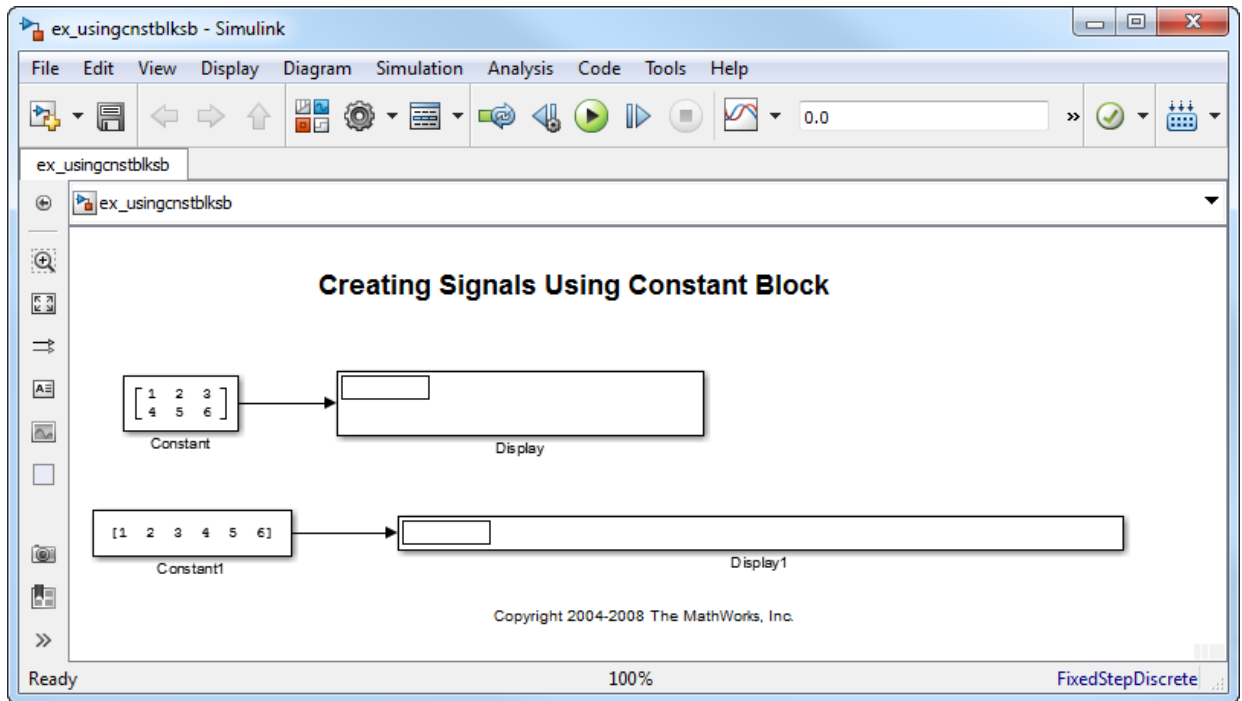 ex_usingcnstblksb - Simulink
File Edit View Display Diagram Simulation Analysis Code Tools Help
0.0 »
ex_usingcnstblksb
ex_usingcnstblksb
Creating Signals Using Constant Block
1 2 3
4 5 6
Constant
Display
[1 2 3 4 5 6]
Constant1
Display1
Copyright 2004-2008 The MathWorks, Inc.
Ready 100% FixedStepDiscrete